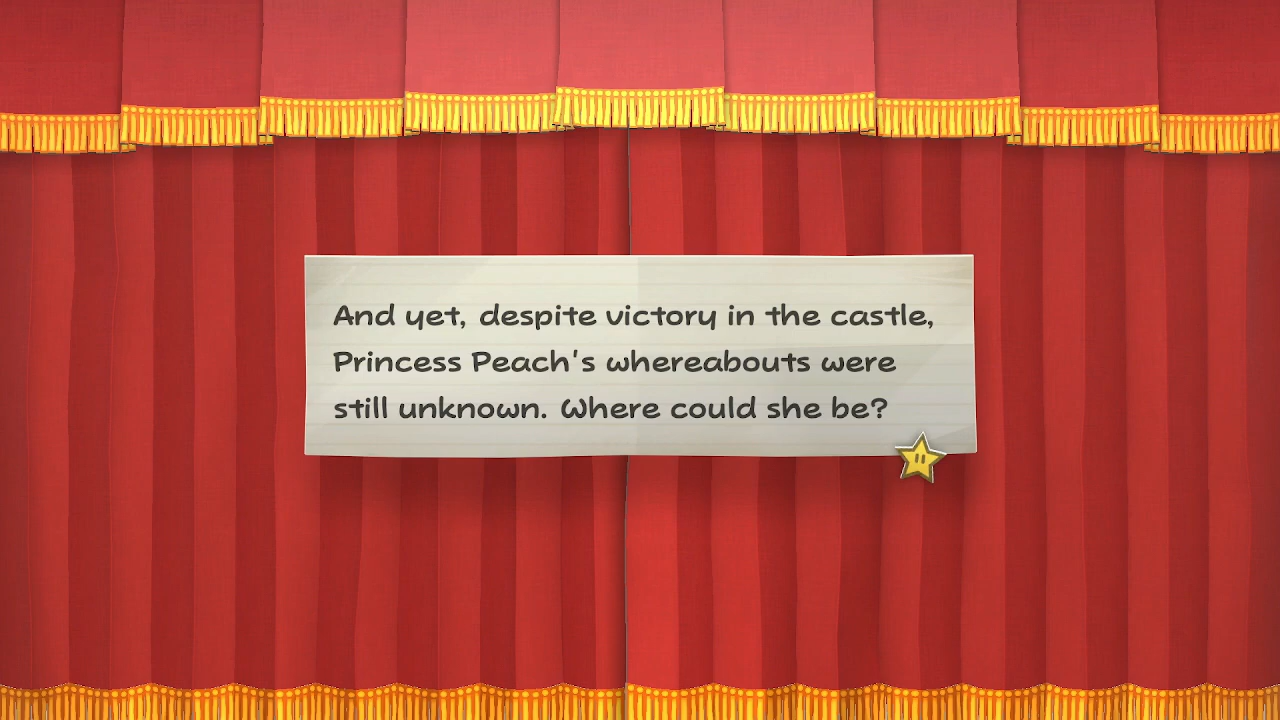 And yet, despite victory in the castle,
Princess Peach's whereabouts were
still unknown. Where could she be?